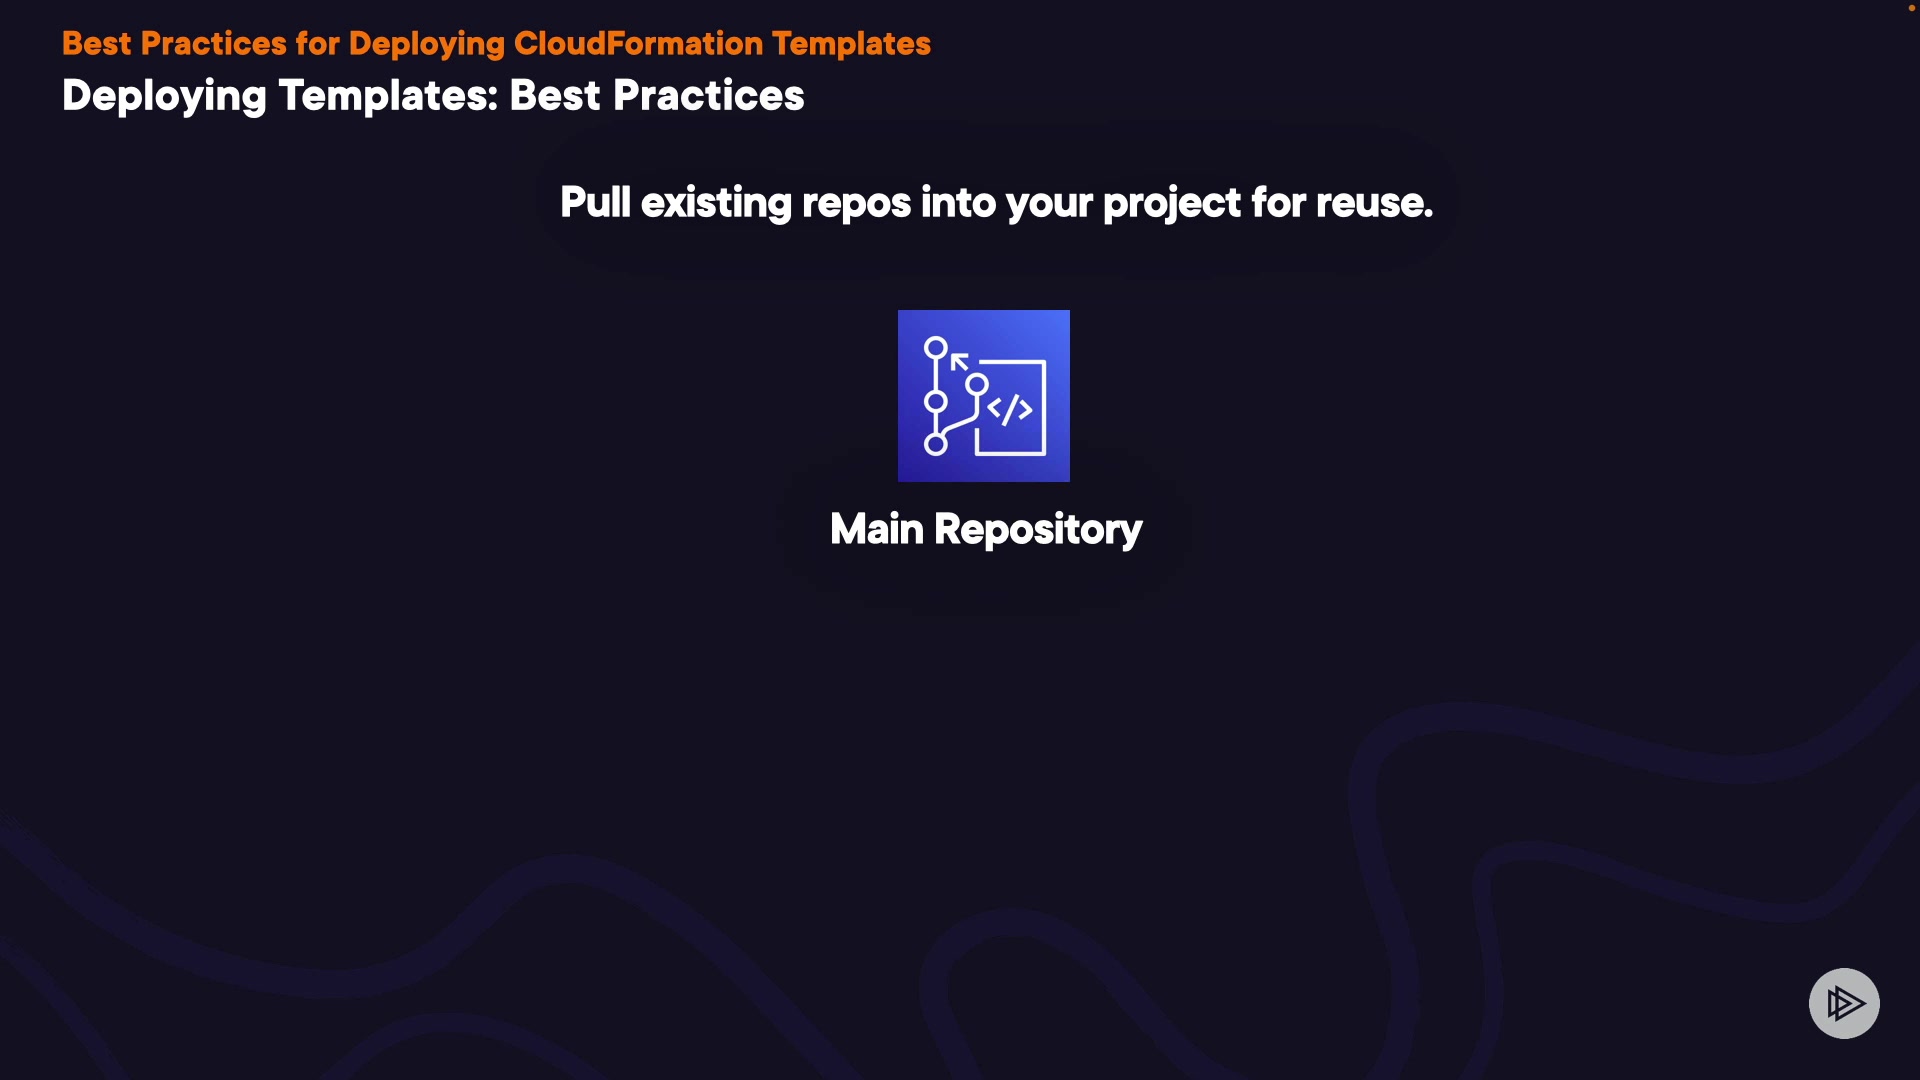 Best Practices for Deploying CloudFormation Templates
Deploying Templates: Best Practices
Pull existing repos into your project for reuse.
</>
Main Repository